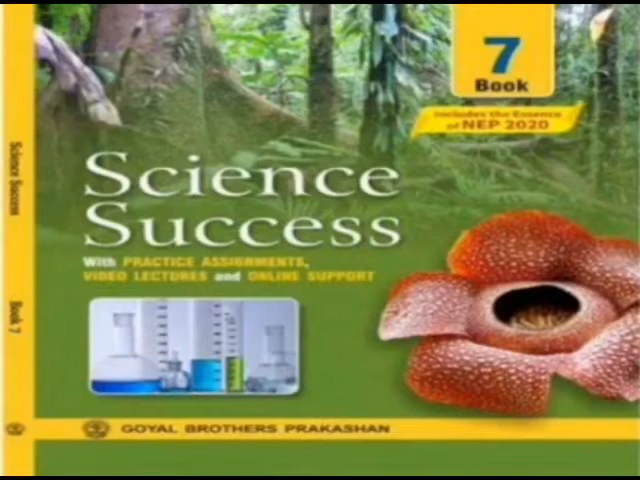 7
Book
Includes the Essence
of NEP 2020
Science
Success
With PRACTICE ASSIGNMENTS,
VIDEO LECTURES and ONLINE SUPPORT
GOYAL BROTHERS PRAKASHAN
Science Success
Book 7